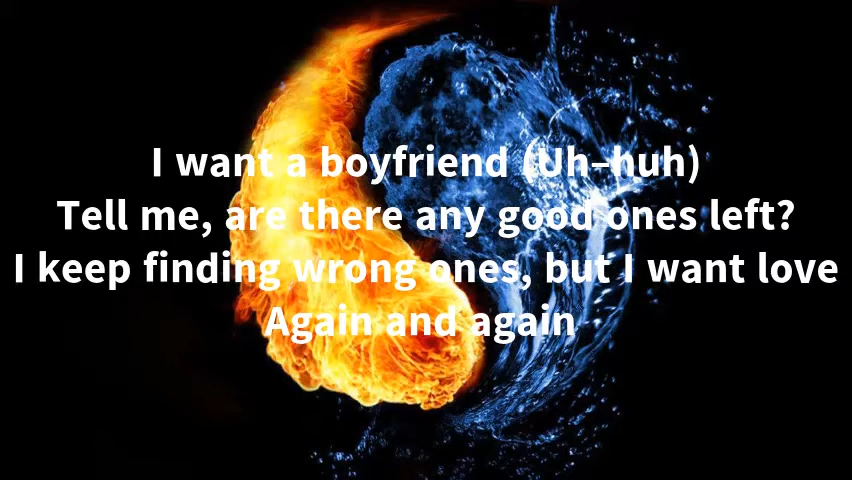 I want a boyfriend (Uh–huh)
Tell me, are there any good ones left?
I keep finding wrong ones, but I want love
Again and again